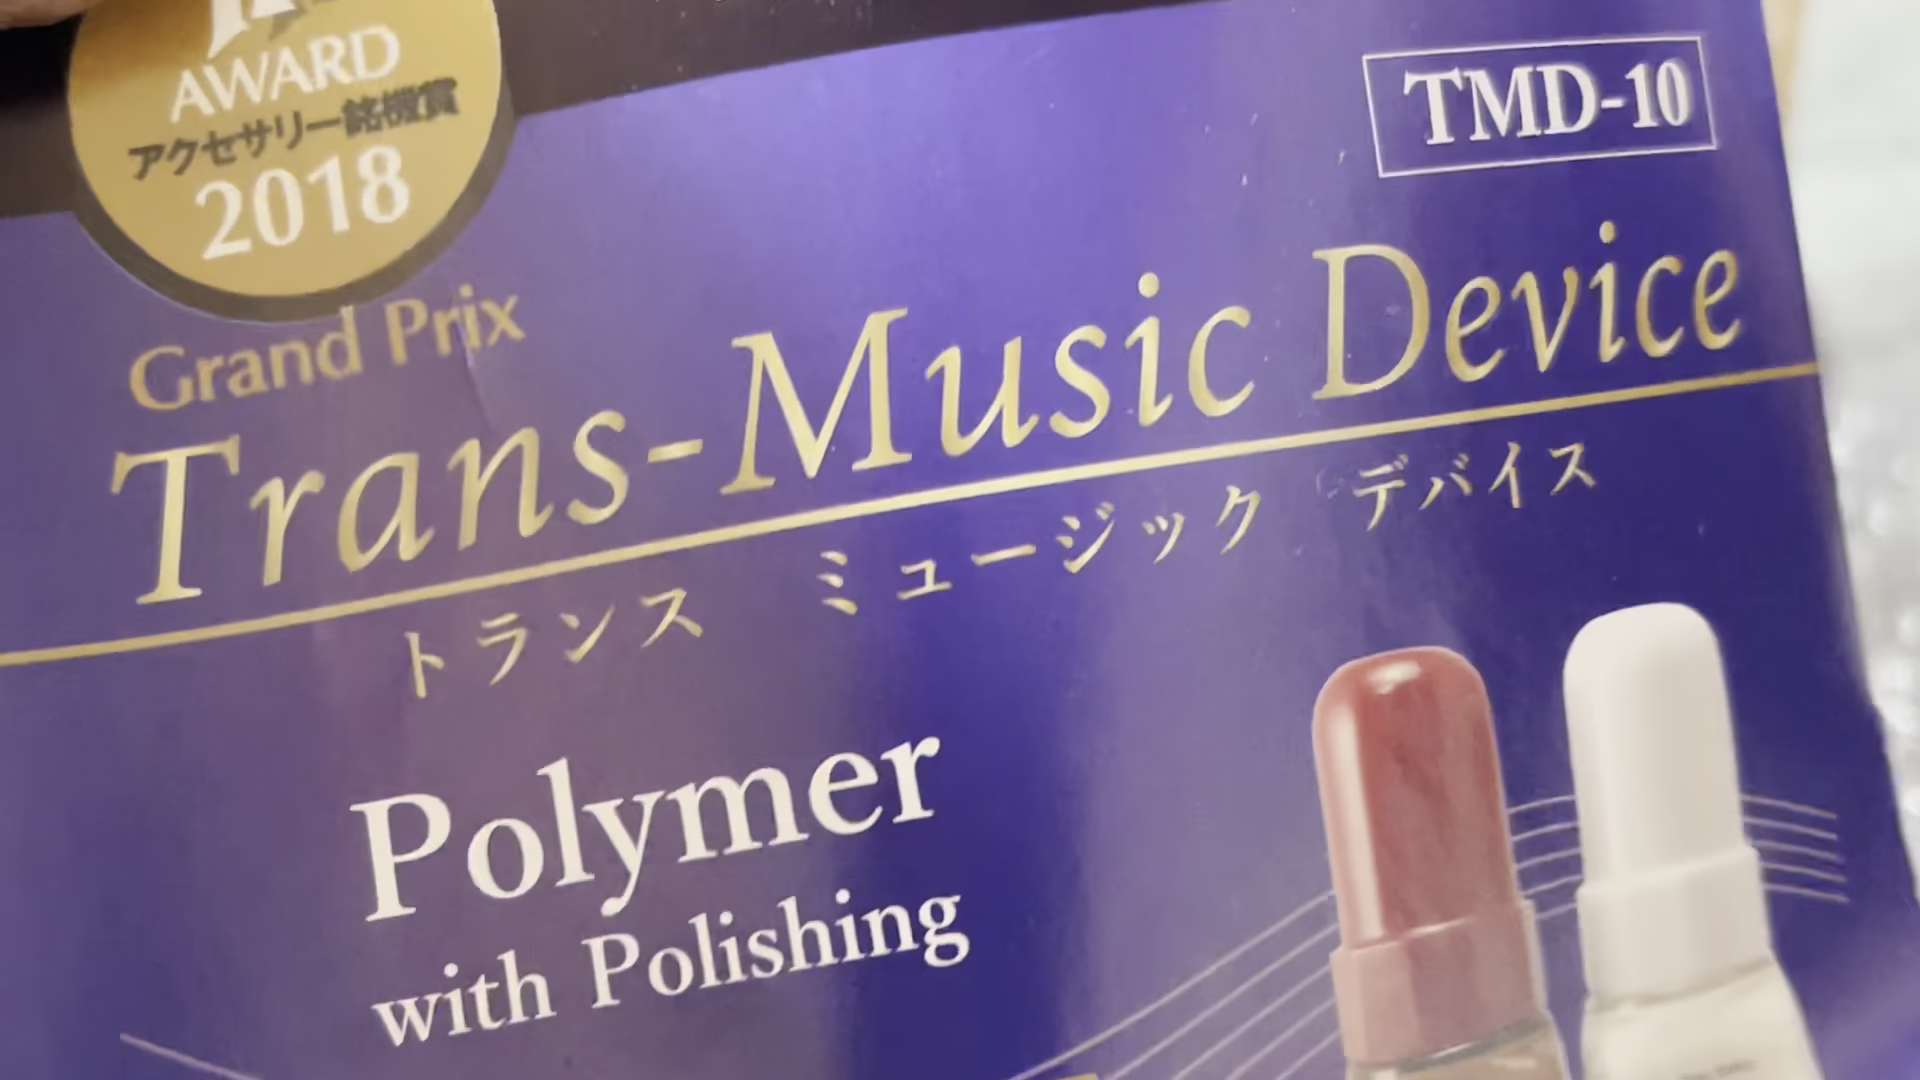 AWARD
アクセサリー銘機賞
2018
Grand Prix
TMD-10
Trans-Music Device
トランス ミュージック デバイス
Polymer
with Polishing